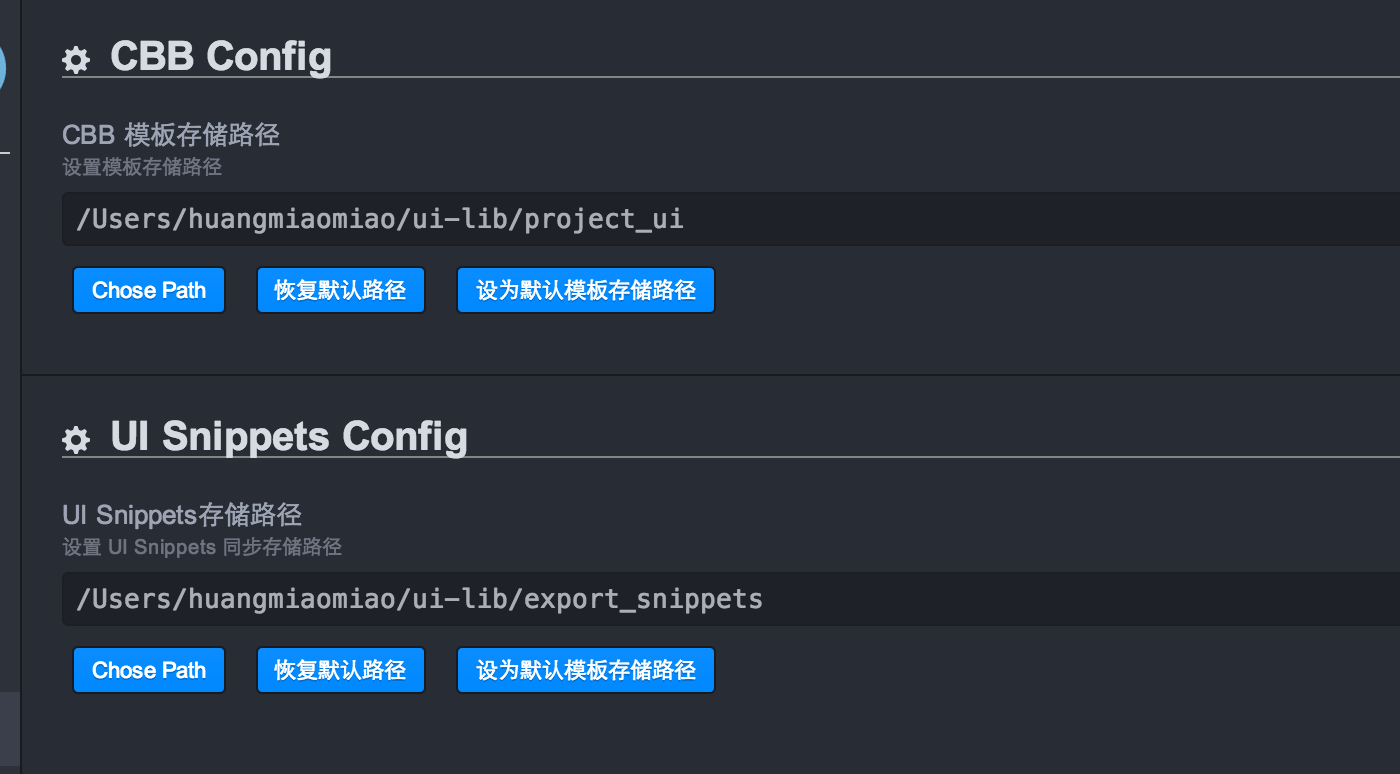 CBB Config
CBB 模板存储路径
设置模板存储路径
/Users/huangmiaomiao/ui-lib/project_ui
Chose Path 恢复默认路径 设为默认模板存储路径
UI Snippets Config
UI Snippets存储路径
设置 UI Snippets 同步存储路径
/Users/huangmiaomiao/ui-lib/export_snippets
Chose Path 恢复默认路径 设为默认模板存储路径